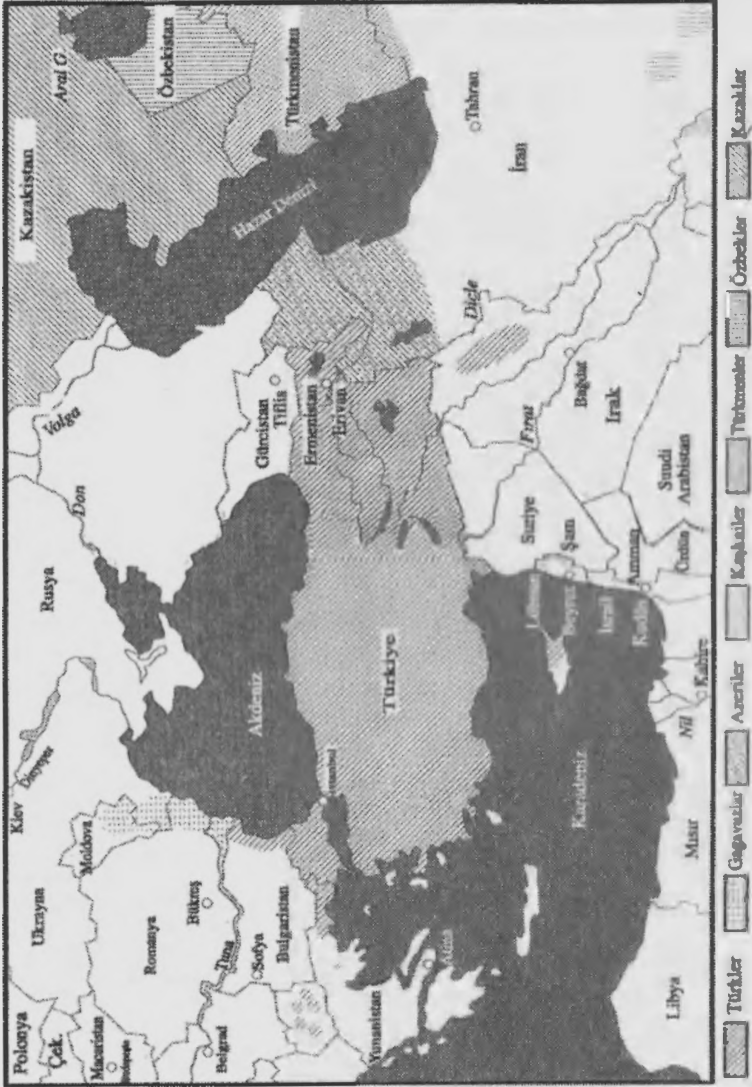 Polonya
Çek.
Ukrayna
Kiev
Dinyeper
Rusya
Don
Volga
Kazakistan
Aral G
Özbekistan
Türkmenistan
Macaristan
Moldova
Romanya
Bükreş
Tuna
Belgrad
Sofya
Bulgaristan
Akdeniz
Gürcistan
Tiflis
Ermenistan
Erivan
Hazar Denizi
Tahran
İran
İstanbul
Türkiye
Yunanistan
Atina
Dicle
Fırat
Bağdat
Irak
Suriye
Şam
Lübnan
Beyrut
İsrail
Kudüs
Amman
Ürdün
Suudi
Arabistan
Karadeniz
Libya
Mısır
Nil
Kahire
Türkler
Gagavuzlar
Azeriler
Kaşkailer
Türkmenler
Özbekler
Kazaklar